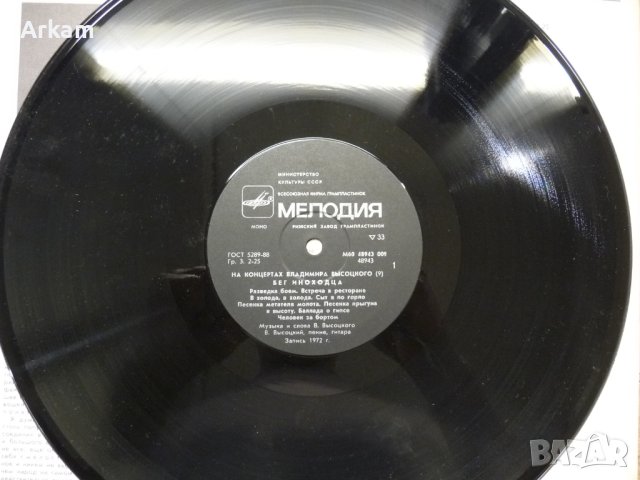 Arkam
МИНИСТЕРСТВО
КУЛЬТУРЫ СССР
ВСЕСОЮЗНАЯ ФИРМА ГРАМПЛАСТИНОК
МЕЛОДИЯ
МОНО
РИЖСКИЙ ЗАВОД ГРАМПЛАСТИНОК
▽ 33
ГОСТ 5289-88
М60 48943 009
Гр. 3. 2-25
48943
НА КОНЦЕРТАХ ВЛАДИМИРА ВЫСОЦКОГО (9)
1
БЕГ ИНОХОДЦА
Разведка боем. Встреча в ресторане
В холода, в холода. Сыт я по горло
Песенка метателя молота. Песенка прыгуна
в высоту. Баллада о гипсе
Человек за бортом
Музыка и слова В. Высоцкого
В. Высоцкий, пение, гитара
Запись 1972 г.
BAZAR